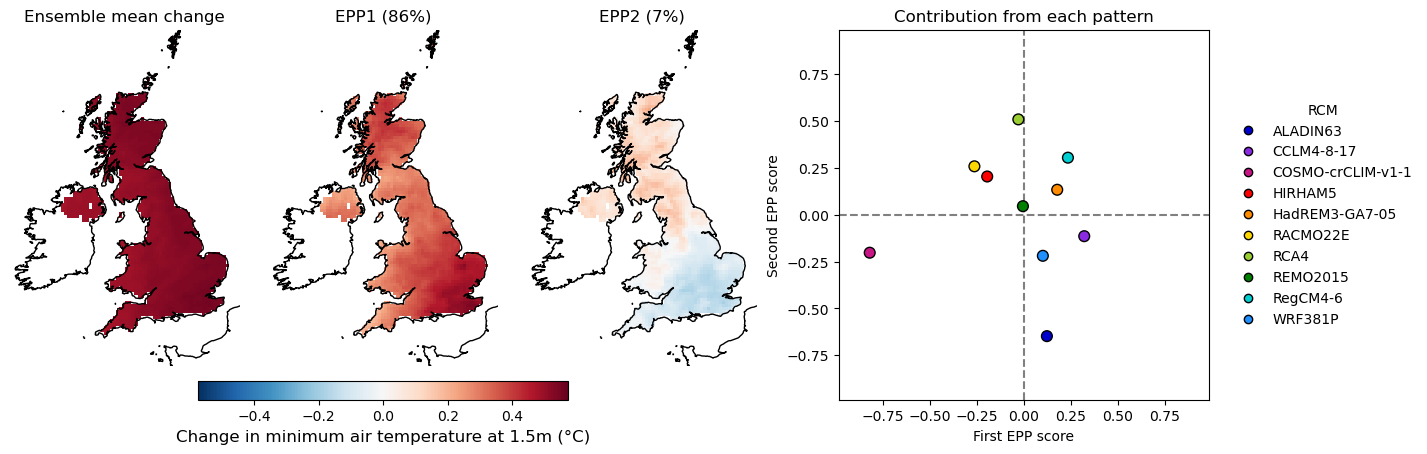 Ensemble mean change
EPP1 (86%)
EPP2 (7%)
Contribution from each pattern
−0.4
−0.2
0.0
0.2
0.4
Change in minimum air temperature at 1.5m (°C)
Second EPP score
0.75
0.50
0.25
0.00
−0.25
−0.50
−0.75
−0.75
−0.50
−0.25
0.00
0.25
0.50
0.75
First EPP score
RCM
ALADIN63
CCLM4-8-17
COSMO-crCLIM-v1-1
HIRHAM5
HadREM3-GA7-05
RACMO22E
RCA4
REMO2015
RegCM4-6
WRF381P